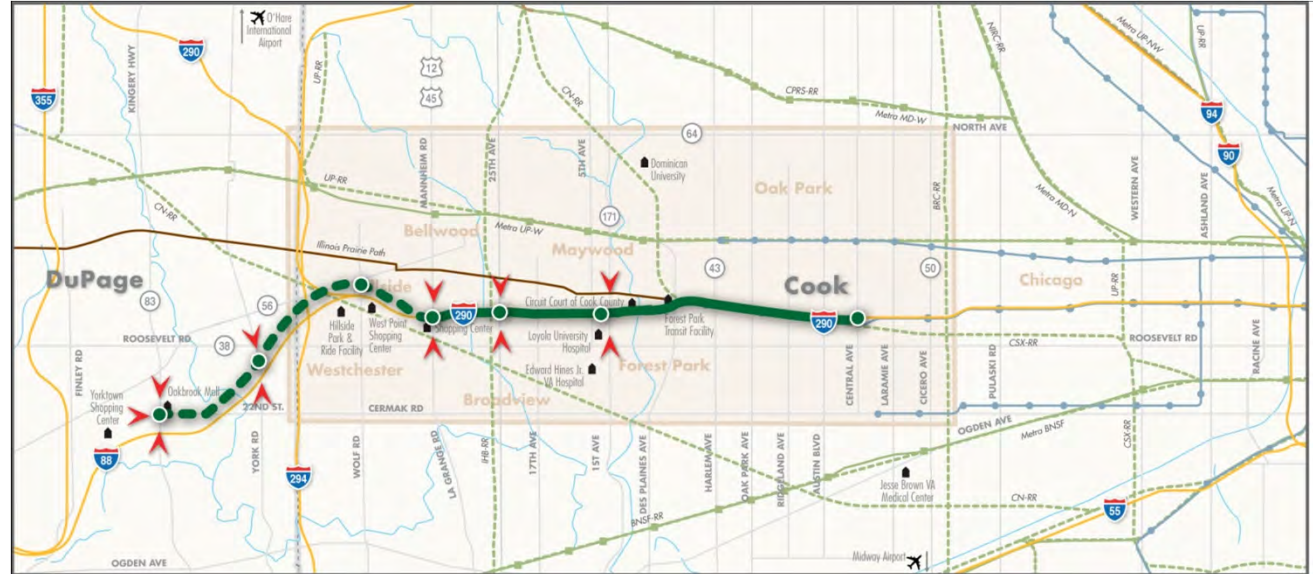 O'Hare
International
Airport
290
355
KINGERY HWY
UP-RR
12
45
CN-RR
CPRS-RR
Metro MD-W
NIRC-RR
Metra UP-NW
UP-RR
94
90
NORTH AVE
64
Dominican
University
Oak Park
MANNHEIM RD
25TH AVE
5TH AVE
BRC-RR
Metra MD-N
WESTERN AVE
ASHLAND AVE
Metra UP-N
UP-RR
CN-RR
171
Bellwood
Metra UP-W
Maywood
Illinois Prairie Path
DuPage
83
56
43
50
Cook
Chicago
UP-RR
290
Circuit Court of Cook County
Forest Park
Transit Facility
290
Hillside
Park &
Ride Facility
West Point
Shopping
Center
Shopping Center
Loyola University
Hospital
Edward Hines Jr.
VA Hospital
Forest Park
ROOSEVELT RD
38
CSX-RR
ROOSEVELT RD
Westchester
Broadview
FINLEY RD
Yorktown
Shopping
Center
Oakbrook Mall
22ND ST.
CERMAK RD
CENTRAL AVE
LARAMIE AVE
CICERO AVE
PULASKI RD
RACINE AVE
OGDEN AVE
Metra BNSF
CSX-RR
88
YORK RD
294
WOLF RD
LA GRANGE RD
IHB-RR
17TH AVE
1ST AVE
DES PLAINES AVE
HARLEM AVE
OAK PARK AVE
RIDGELAND AVE
AUSTIN BLVD
Jesse Brown VA
Medical Center
CN-RR
55
BNSF-RR
Midway Airport
OGDEN AVE